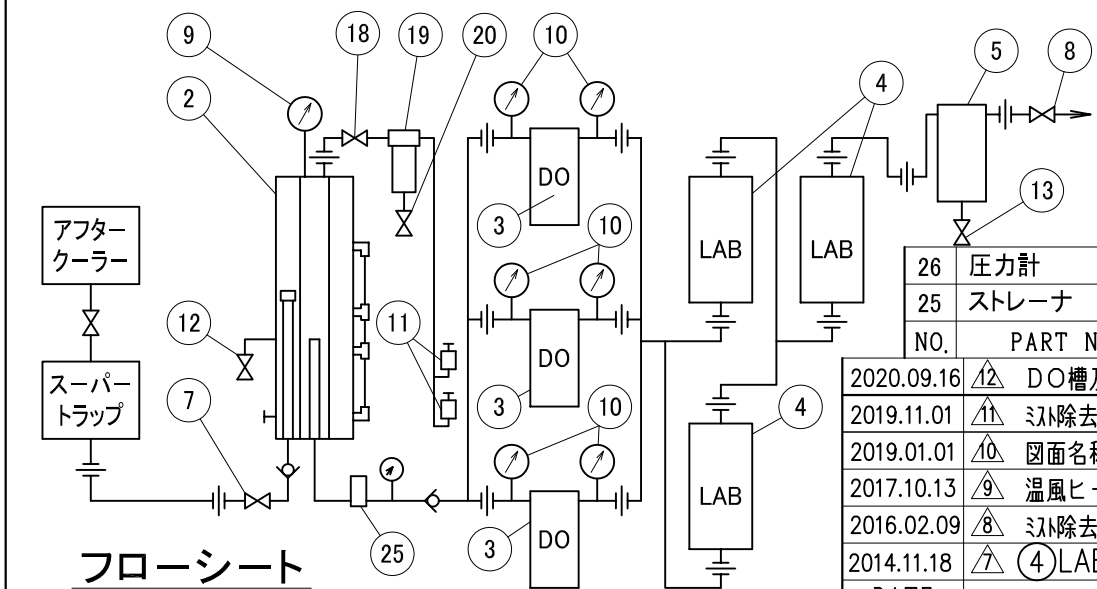 9
18
19
20
10
5
8
2
4
DO
3
13
アフター
クーラー
LAB
LAB
10
12
11
DO
スーパー
トラップ
7
3
10
4
LAB
25
3
DO
フローシート
26 圧力計
25 ストレーナ
NO. PART N
2020.09.16 12 DO槽及
2019.11.01 11 ミスト除去
2019.01.01 10 図面名称
2017.10.13 9 温風ヒー
2016.02.09 8 ミスト除去
2014.11.18 7 4LAB